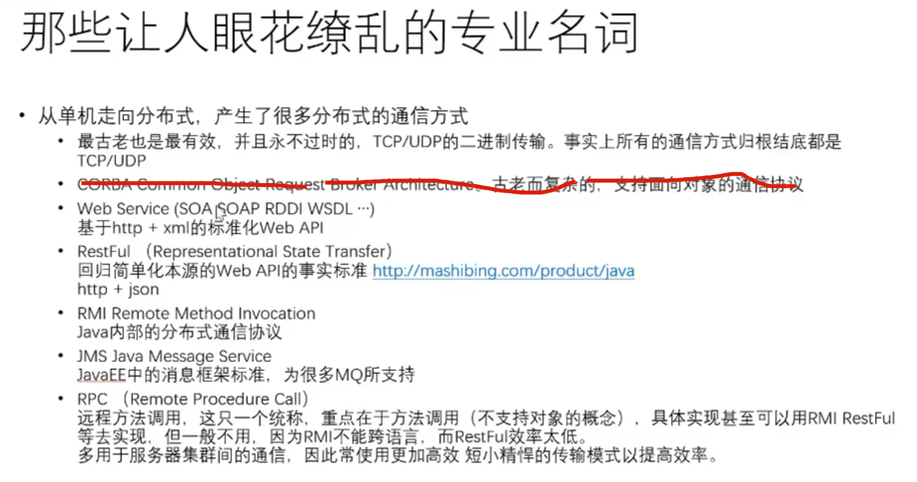 那些让人眼花缭乱的专业名词
• 从单机走向分布式，产生了很多分布式的通信方式
• 最古老也是最有效，并且永不过时的，TCP/UDP的二进制传输。事实上所有的通信方式归根结底都是
TCP/UDP
• CORBA Common Object Request Broker Architecture，古老而复杂的，支持面向对象的通信协议
• Web Service (SOA SOAP RDDI WSDL …)
基于http + xml的标准化Web API
• RestFul （Representational State Transfer）
回归简单化本源的Web API的事实标准 http://mashibing.com/product/java
http + json
• RMI Remote Method Invocation
Java内部的分布式通信协议
• JMS Java Message Service
JavaEE中的消息框架标准，为很多MQ所支持
• RPC （Remote Procedure Call）
远程方法调用，这只一个统称，重点在于方法调用（不支持对象的概念），具体实现甚至可以用RMI RestFul
等去实现，但一般不用，因为RMI不能跨语言，而RestFul效率太低。
多用于服务器集群间的通信，因此常使用更加高效 短小精悍的传输模式以提高效率。